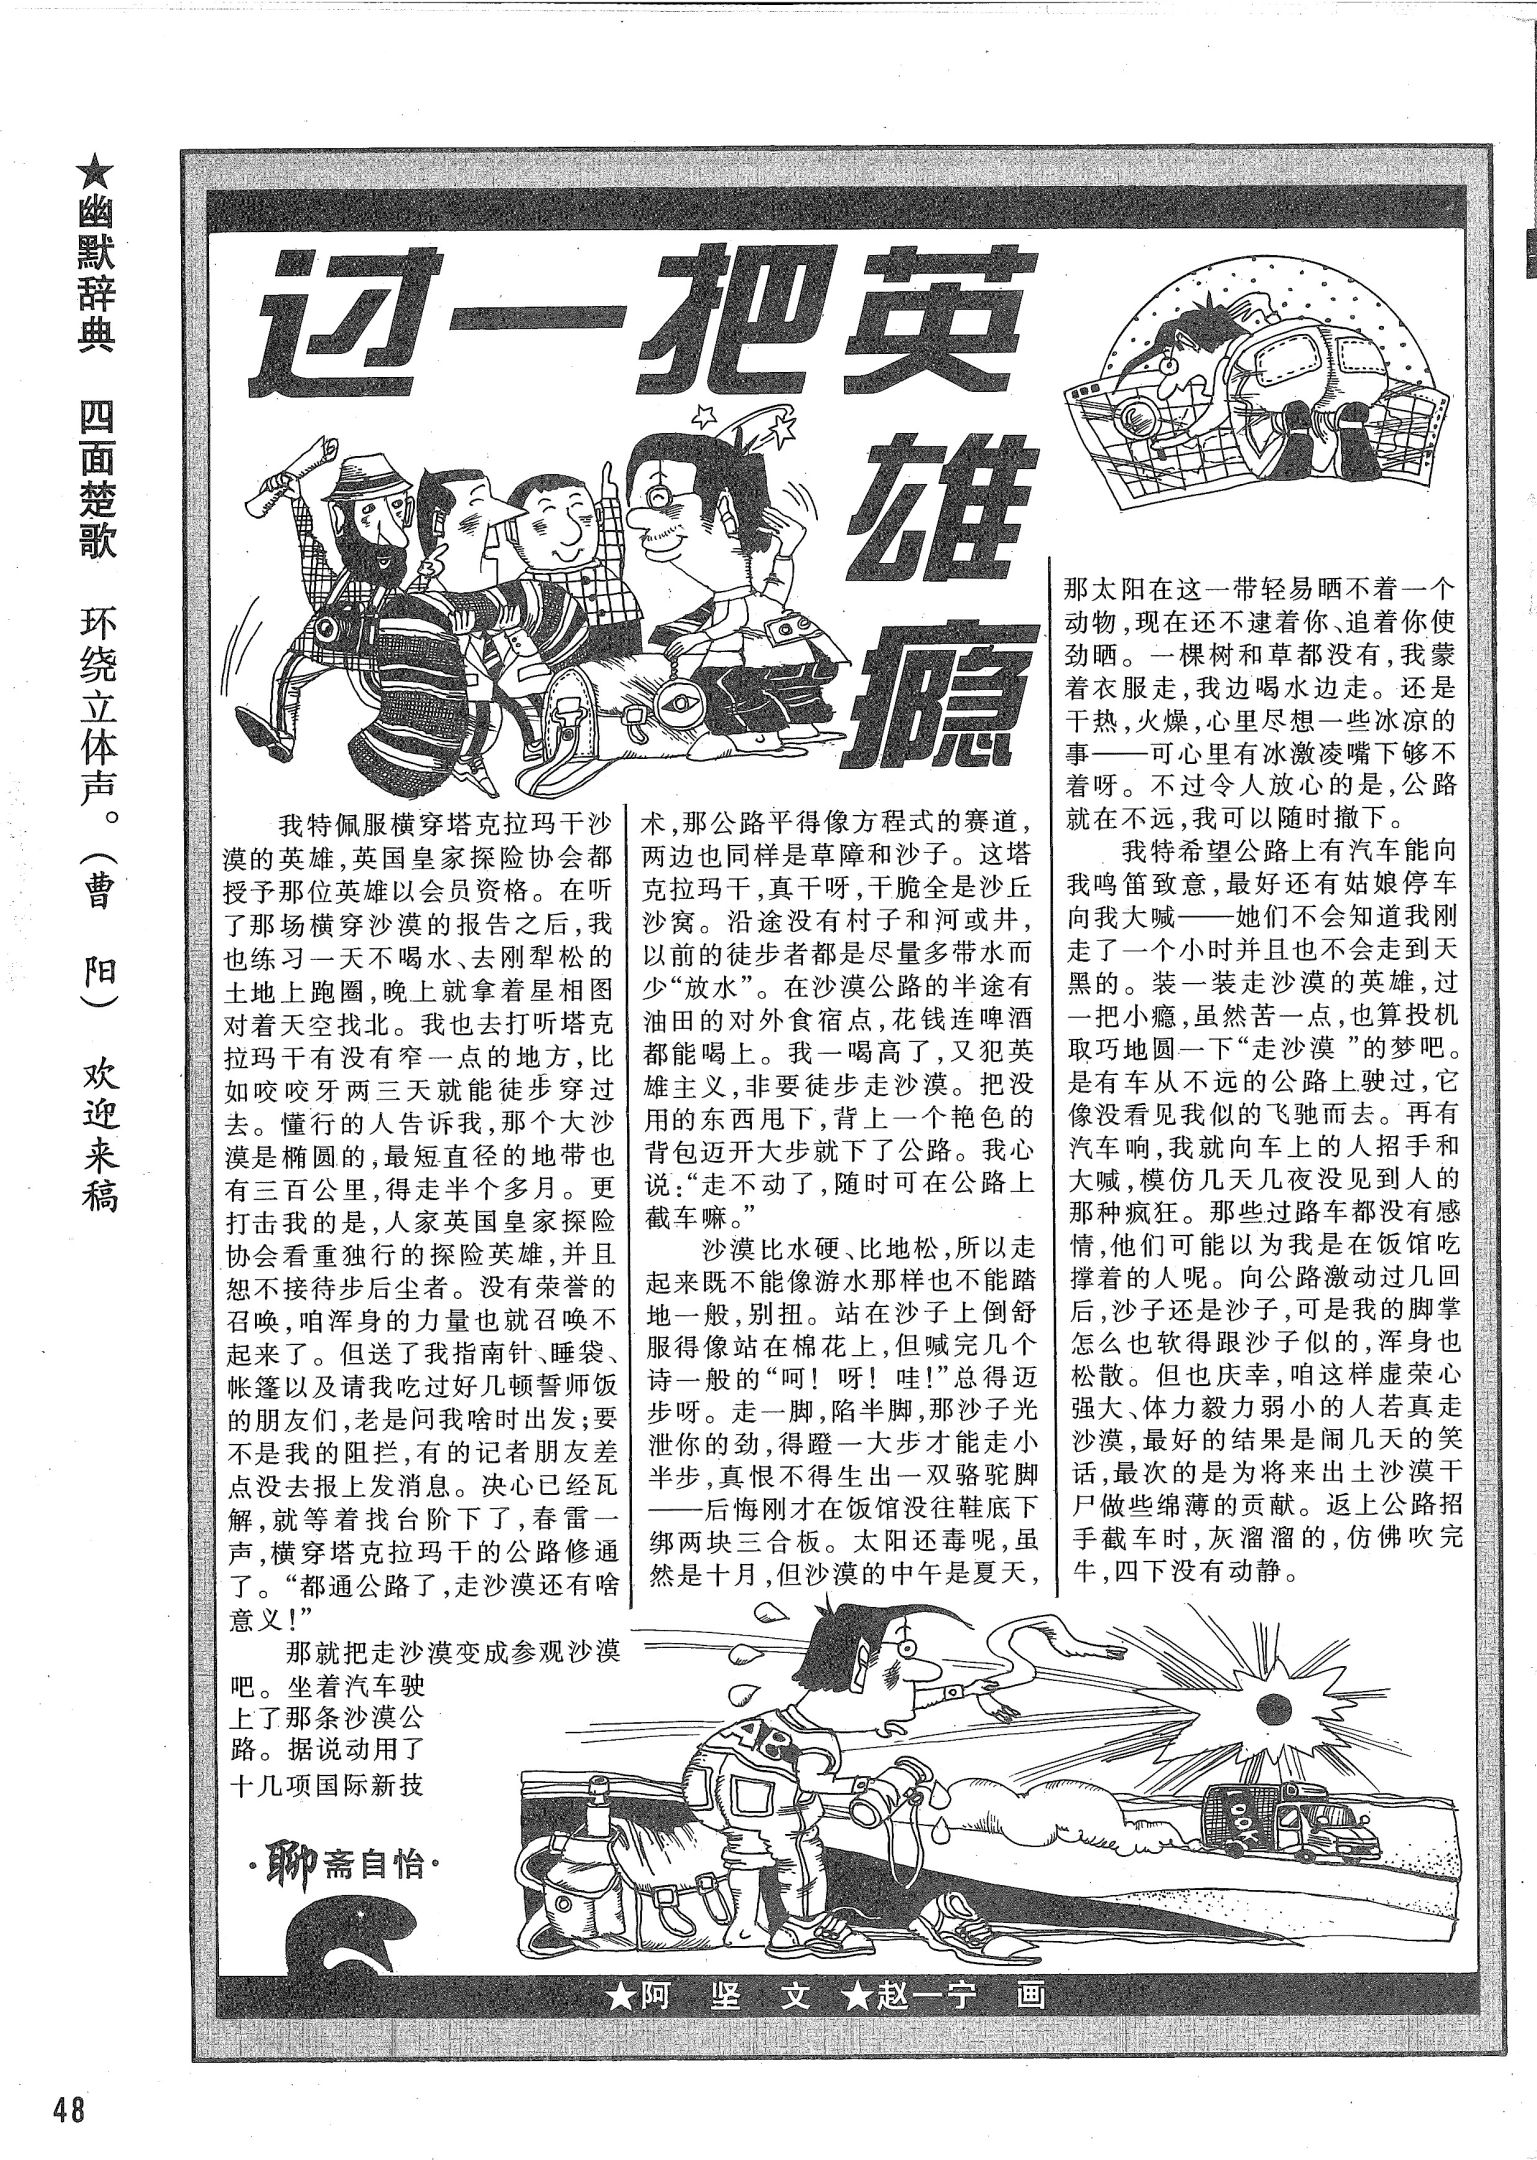 ★幽默辞典 四面楚歌 环绕立体声。(曹 阳) 欢迎来稿
过一把英雄瘾
我特佩服横穿塔克拉玛干沙
漠的英雄,英国皇家探险协会都
授予那位英雄以会员资格。在听
了那场横穿沙漠的报告之后,我
也练习一天不喝水、去刚犁松的
土地上跑圈,晚上就拿着星相图
对着天空找北。我也去打听塔克
拉玛干有没有窄一点的地方,比
如咬咬牙两三天就能徒步穿过
去。懂行的人告诉我,那个大沙
漠是椭圆的,最短直径的地带也
有三百公里,得走半个多月。更
打击我的是,人家英国皇家探险
协会看重独行的探险英雄,并且
恕不接待步后尘者。没有荣誉的
召唤,咱浑身的力量也就召唤不
起来了。但送了我指南针、睡袋、
帐篷以及请我吃过好几顿誓师饭
的朋友们,老是问我啥时出发;要
不是我的阻拦,有的记者朋友差
点没去报上发消息。决心已经瓦
解,就等着找台阶下了,春雷一
声,横穿塔克拉玛干的公路修通
了。“都通公路了,走沙漠还有啥
意义!”
那就把走沙漠变成参观沙漠
吧。坐着汽车驶
上了那条沙漠公
路。据说动用了
十几项国际新技
术,那公路平得像方程式的赛道,
两边也同样是草障和沙子。这塔
克拉玛干,真干呀,干脆全是沙丘
沙窝。沿途没有村子和河或井,
以前的徒步者都是尽量多带水而
少“放水”。在沙漠公路的半途有
油田的对外食宿点,花钱连啤酒
都能喝上。我一喝高了,又犯英
雄主义,非要徒步走沙漠。把没
用的东西甩下,背上一个艳色的
背包迈开大步就下了公路。我心
说:“走不动了,随时可在公路上
截车嘛。”
沙漠比水硬、比地松,所以走
起来既不能像游水那样也不能踏
地一般,别扭。站在沙子上倒舒
服得像站在棉花上,但喊完几个
诗一般的“呵!呀!哇!”总得迈
步呀。走一脚,陷半脚,那沙子光
泄你的劲,得蹬一大步才能走小
半步,真恨不得生出一双骆驼脚
——后悔刚才在饭馆没往鞋底下
绑两块三合板。太阳还毒呢,虽
然是十月,但沙漠的中午是夏天,
那太阳在这一带轻易晒不着一个
动物,现在还不逮着你、追着你使
劲晒。一棵树和草都没有,我蒙
着衣服走,我边喝水边走。还是
干热,火燥,心里尽想一些冰凉的
事——可心里有冰激凌嘴下够不
着呀。不过令人放心的是,公路
就在不远,我可以随时撤下。
我特希望公路上有汽车能向
我鸣笛致意,最好还有姑娘停车
向我大喊——她们不会知道我刚
走了一个小时并且也不会走到天
黑的。装一装走沙漠的英雄,过
一把小瘾,虽然苦一点,也算投机
取巧地圆一下“走沙漠”的梦吧。
是有车从不远的公路上驶过,它
像没看见我似的飞驰而去。再有
汽车响,我就向车上的人招手和
大喊,模仿几天几夜没见到人的
那种疯狂。那些过路车都没有感
情,他们可能以为我是在饭馆吃
撑着的人呢。向公路激动过几回
后,沙子还是沙子,可是我的脚掌
怎么也软得跟沙子似的,浑身也
松散。但也庆幸,咱这样虚荣心
强大、体力毅力弱小的人若真走
沙漠,最好的结果是闹几天的笑
话,最次的是为将来出土沙漠干
尸做些绵薄的贡献。返上公路招
手截车时,灰溜溜的,仿佛吹完
牛,四下没有动静。
AB
·聊斋自怡·
★阿 坚 文 ★赵一宁 画
48